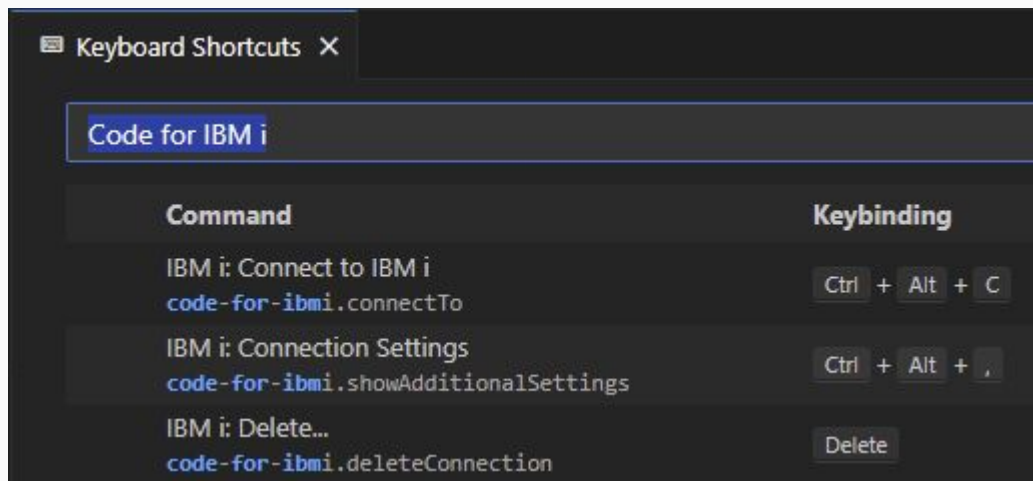 Keyboard Shortcuts
Code for IBM i
Command Keybinding
IBM i: Connect to IBM i
code-for-ibmi.connectTo
Ctrl + Alt + C
IBM i: Connection Settings
code-for-ibmi.showAdditionalSettings
Ctrl + Alt + ,
IBM i: Delete...
code-for-ibmi.deleteConnection
Delete